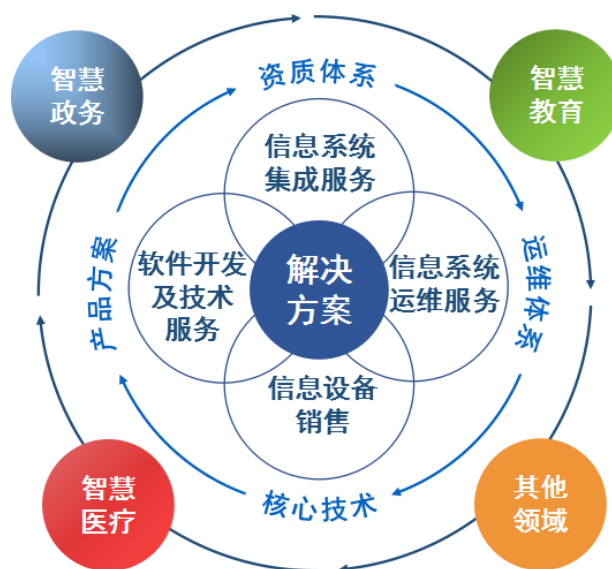 资质体系
智慧
政务
智慧
教育
信息系统
集成服务
产品方案
软件开发
及技术
服务
解决
方案
信息系统
运维服务
运维体系
信息设备
销售
智慧
医疗
核心技术
其他
领域